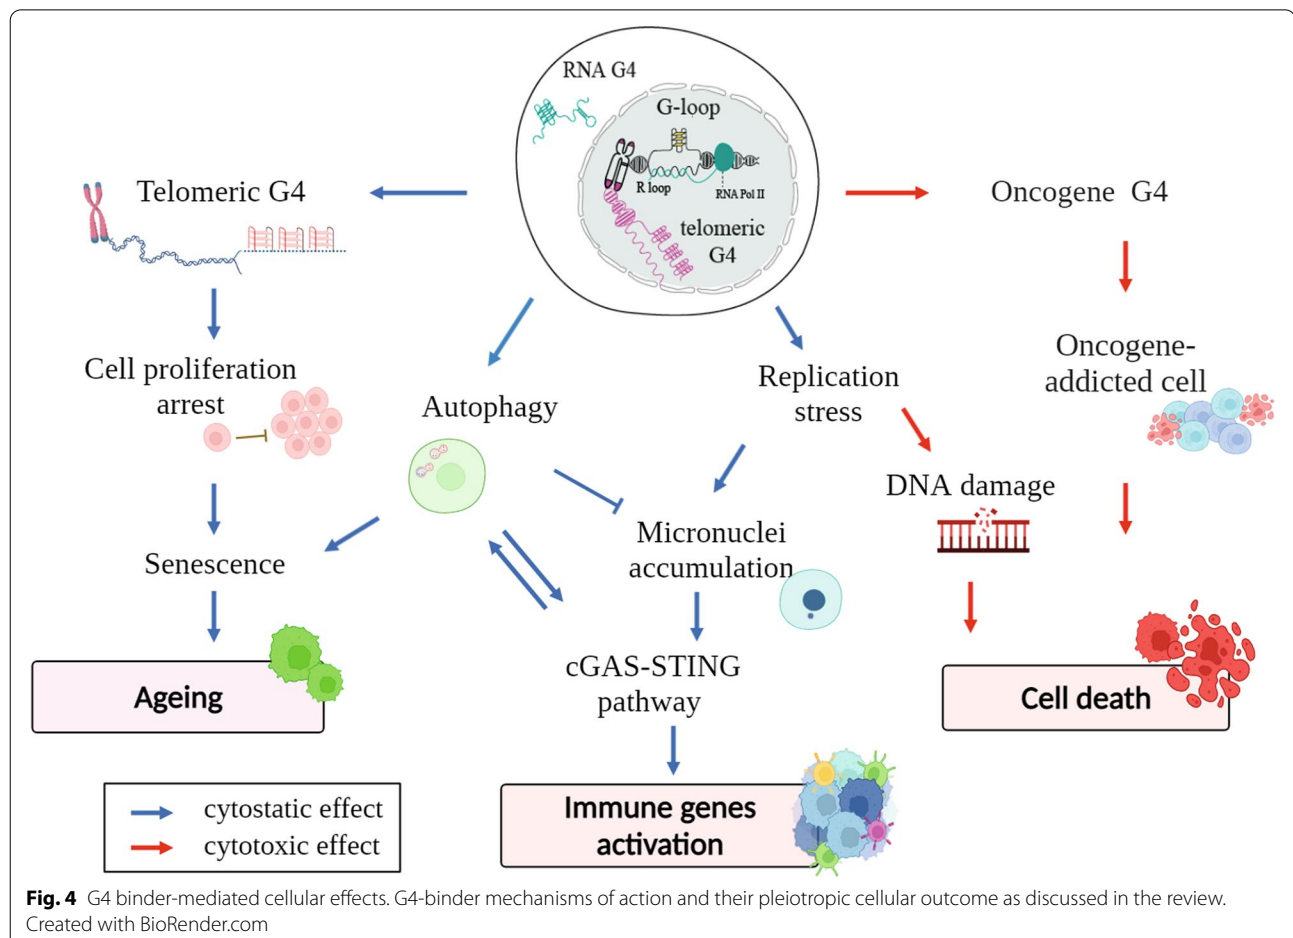 RNA G4
G-loop
R loop
RNA Pol II
telomeric
G4
Telomeric G4
Oncogene G4
Cell proliferation
arrest
Autophagy
Replication
stress
Oncogene-
addicted cell
DNA damage
Senescence
Micronuclei
accumulation
cGAS-STING
pathway
Ageing
Cell death
Immune genes
activation
cytostatic effect
cytotoxic effect
Fig. 4 G4 binder-mediated cellular effects. G4-binder mechanisms of action and their pleiotropic cellular outcome as discussed in the review.
Created with BioRender.com